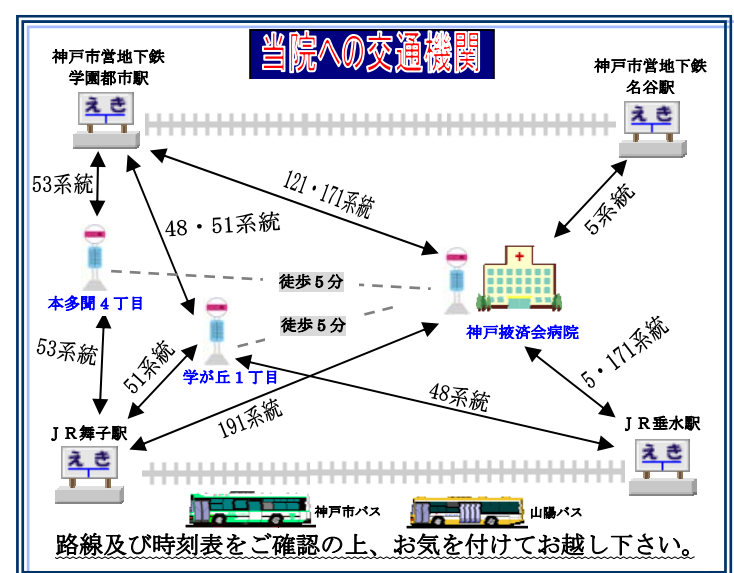 当院への交通機関
神戸市営地下鉄
学園都市駅
えき
神戸市営地下鉄
名谷駅
えき
53系統
48・51系統
121・171系統
5系統
本多聞４丁目
徒歩５分
徒歩５分
神戸掖済会病院
学が丘１丁目
53系統
51系統
191系統
48系統
5・171系統
ＪＲ舞子駅
えき
ＪＲ垂水駅
えき
神戸市バス
山陽バス
路線及び時刻表をご確認の上、お気を付けてお越し下さい。